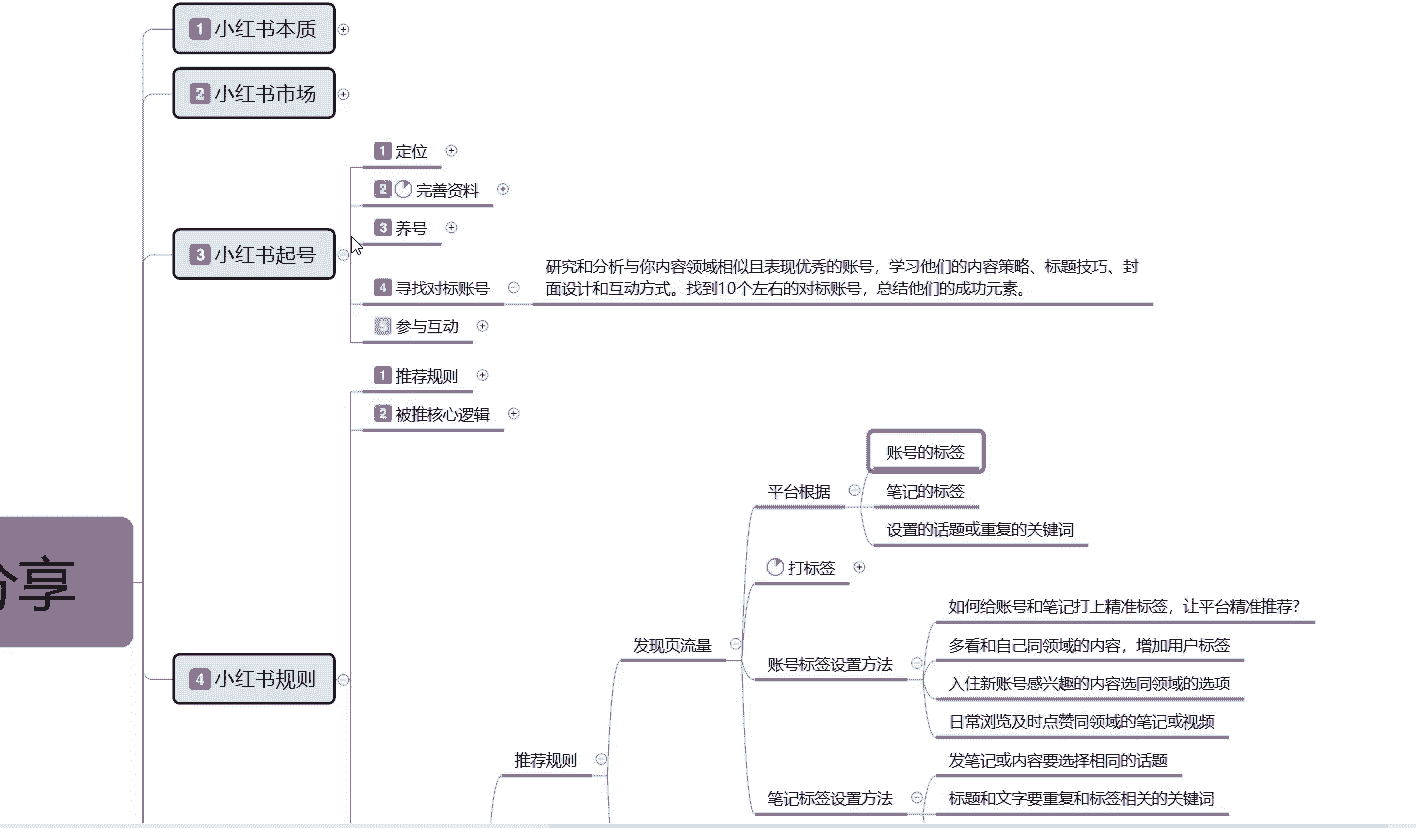 1 小红书本质
2 小红书市场
1 定位
2 完善资料
3 养号
3 小红书起号
研究和分析与你内容领域相似且表现优秀的账号，学习他们的内容策略、标题技巧、封
面设计和互动方式。找到10个左右的对标账号，总结他们的成功元素。
4 寻找对标账号
参与互动
1 推荐规则
2 被推核心逻辑
账号的标签
平台根据
笔记的标签
设置的话题或重复的关键词
打标签
分享
如何给账号和笔记打上精准标签，让平台精准推荐？
发现页流量
多看和自己同领域的内容，增加用户标签
账号标签设置方法
4 小红书规则
入住新账号感兴趣的内容选同领域的选项
日常浏览及时点赞同领域的笔记或视频
推荐规则
发笔记或内容要选择相同的话题
笔记标签设置方法
标题和文字要重复和标签相关的关键词